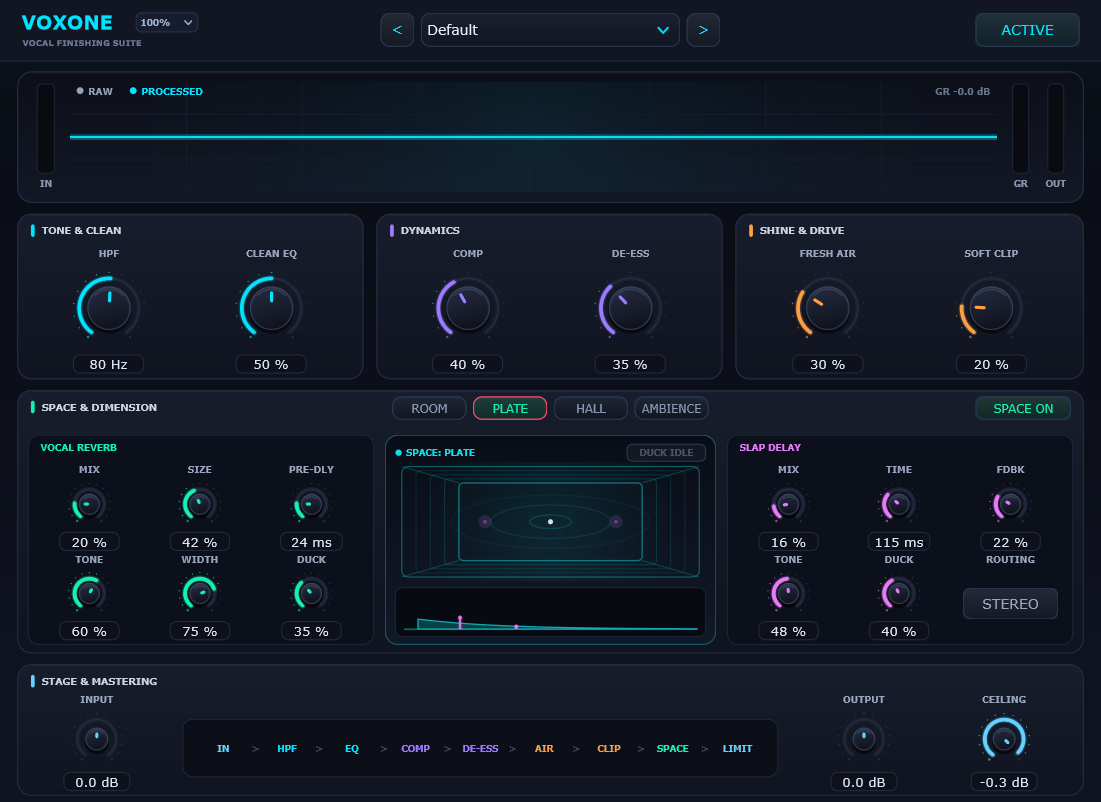 VOXONE
100%
VOCAL FINISHING SUITE
<
Default
>
ACTIVE
RAW
PROCESSED
GR -0.0 dB
IN
GR
OUT
TONE & CLEAN
HPF
CLEAN EQ
80 Hz
50 %
DYNAMICS
COMP
DE-ESS
40 %
35 %
SHINE & DRIVE
FRESH AIR
SOFT CLIP
30 %
20 %
SPACE & DIMENSION
ROOM
PLATE
HALL
AMBIENCE
SPACE ON
VOCAL REVERB
MIX
SIZE
PRE-DLY
20 %
42 %
24 ms
TONE
WIDTH
DUCK
60 %
75 %
35 %
SPACE: PLATE
DUCK IDLE
SLAP DELAY
MIX
TIME
FDBK
16 %
115 ms
22 %
TONE
DUCK
ROUTING
STEREO
48 %
40 %
STAGE & MASTERING
INPUT
0.0 dB
IN > HPF > EQ > COMP > DE-ESS > AIR > CLIP > SPACE > LIMIT
OUTPUT
CEILING
0.0 dB
-0.3 dB